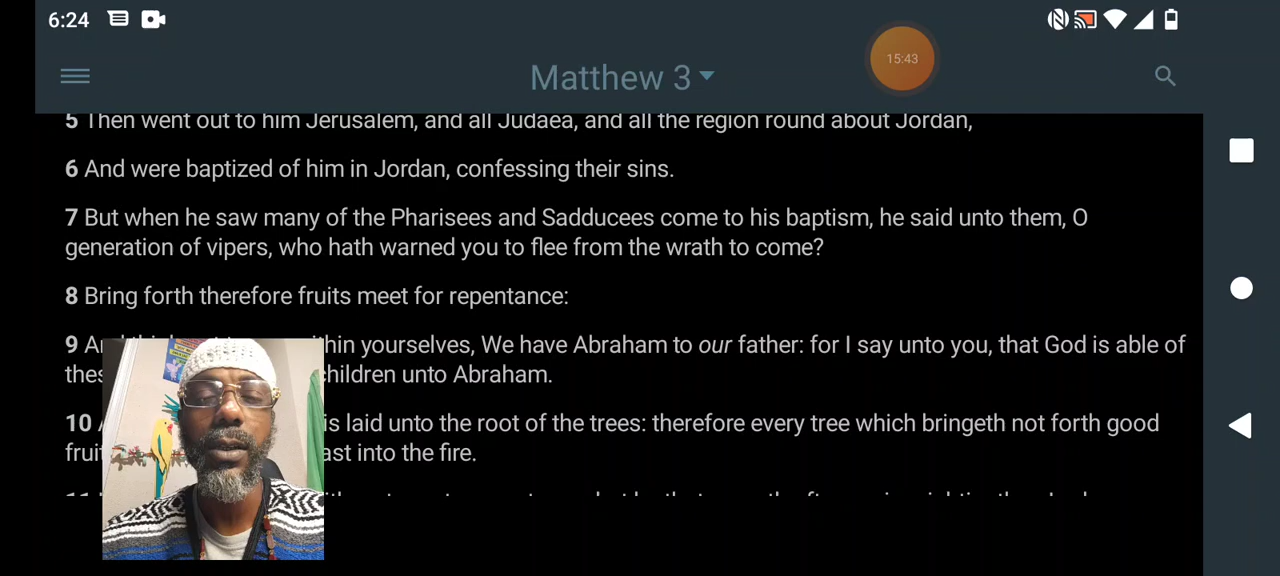 6:24
15:43
Matthew 3
5 Then went out to him Jerusalem, and all Judaea, and all the region round about Jordan,
6 And were baptized of him in Jordan, confessing their sins.
7 But when he saw many of the Pharisees and Sadducees come to his baptism, he said unto them, O
generation of vipers, who hath warned you to flee from the wrath to come?
8 Bring forth therefore fruits meet for repentance:
9 yourselves, We have Abraham to our father: for I say unto you, that God is able of
children unto Abraham.
10 is laid unto the root of the trees: therefore every tree which bringeth not forth good
into the fire.